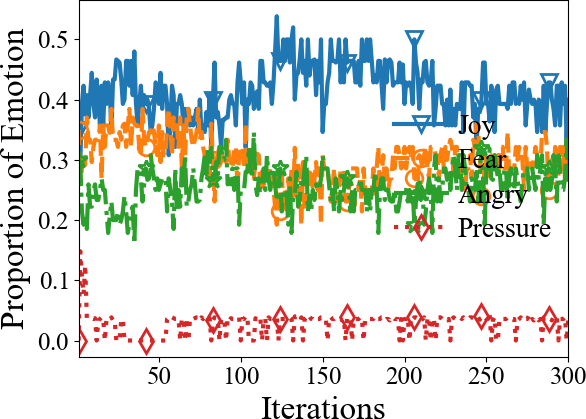 Proportion of Emotion
0.5
0.4
0.3
0.2
0.1
0.0
Joy
Fear
Angry
Pressure
50 100 150 200 250 300
Iterations